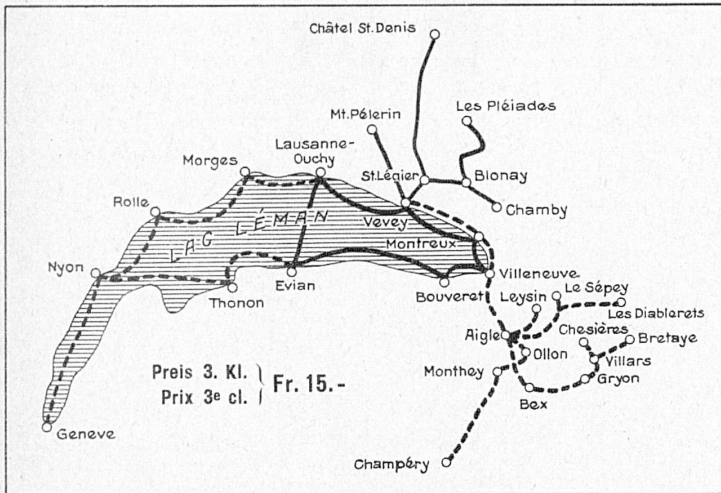 Châtel St. Denis
Les Pléiades
Mt. Pélerin
Lausanne-
Ouchy
Morges
St. Légier
Blonay
Chamby
Rolle
LAC LÉMAN
Vevey
Montreux
Nyon
Thonon
Evian
Bouveret
Villeneuve
Leysin
Le Sépey
Les Diablerets
Chesières
Bretaye
Aigle
Ollon
Villars
Gryon
Monthey
Bex
Preis 3. Kl.
Prix 3e cl.
Fr. 15.-
Geneve
Champéry